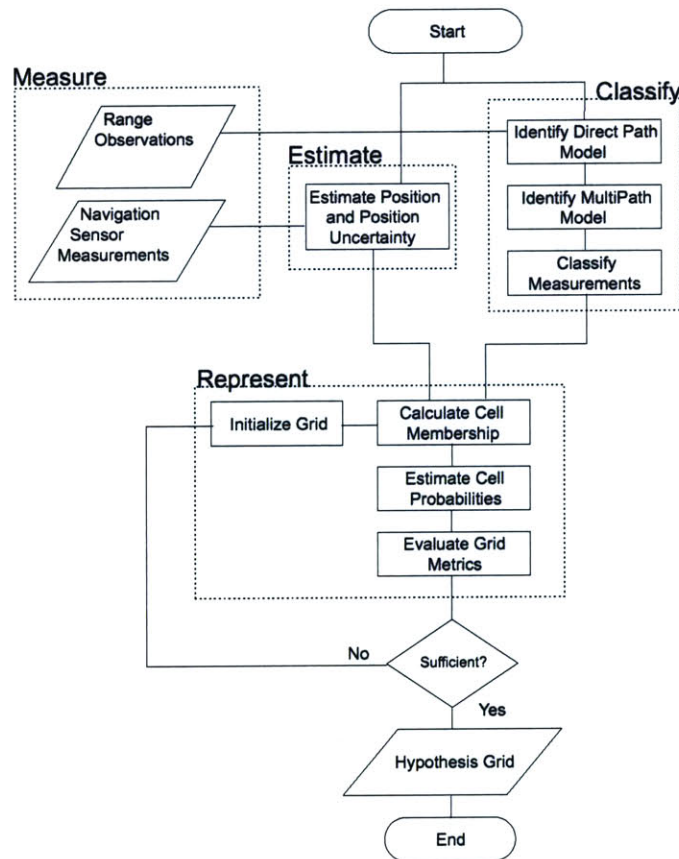 Start
Measure
Classify
Range
Observations
Identify Direct Path
Model
Estimate
Navigation
Sensor
Measurements
Estimate Position
and Position
Uncertainty
Identify MultiPath
Model
Classify
Measurements
Represent
Initialize Grid
Calculate Cell
Membership
Estimate Cell
Probabilities
Evaluate Grid
Metrics
No
Sufficient?
Yes
Hypothesis Grid
End